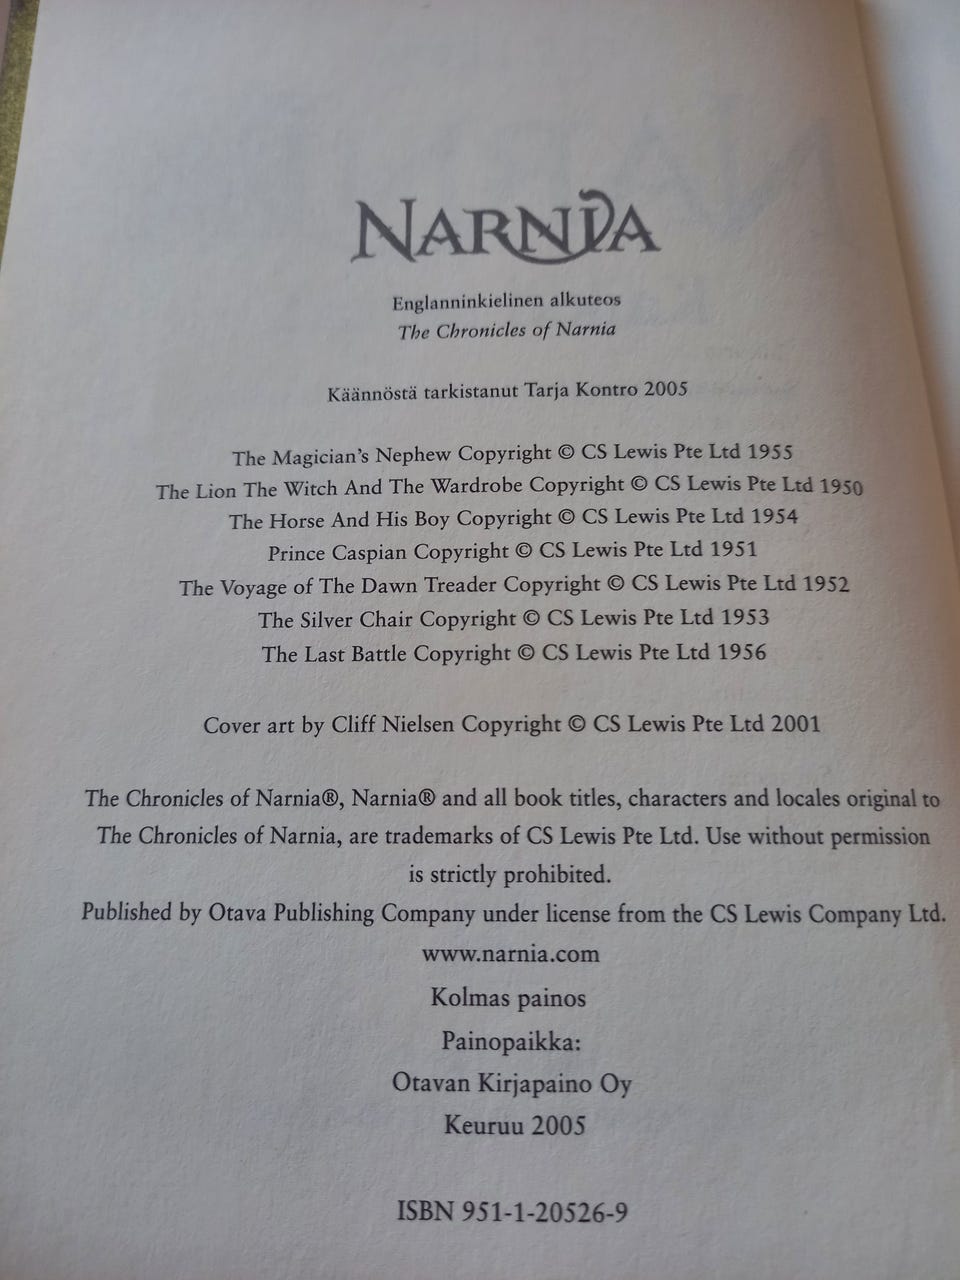 NARNIA
Englanninkielinen alkuteos
The Chronicles of Narnia
Käännöstä tarkistanut Tarja Kontro 2005
The Magician's Nephew Copyright © CS Lewis Pte Ltd 1955
The Lion The Witch And The Wardrobe Copyright © CS Lewis Pte Ltd 1950
The Horse And His Boy Copyright © CS Lewis Pte Ltd 1954
Prince Caspian Copyright © CS Lewis Pte Ltd 1951
The Voyage of The Dawn Treader Copyright © CS Lewis Pte Ltd 1952
The Silver Chair Copyright © CS Lewis Pte Ltd 1953
The Last Battle Copyright © CS Lewis Pte Ltd 1956
Cover art by Cliff Nielsen Copyright © CS Lewis Pte Ltd 2001
The Chronicles of Narnia®, Narnia® and all book titles, characters and locales original to
The Chronicles of Narnia, are trademarks of CS Lewis Pte Ltd. Use without permission
is strictly prohibited.
Published by Otava Publishing Company under license from the CS Lewis Company Ltd.
www.narnia.com
Kolmas painos
Painopaikka:
Otavan Kirjapaino Oy
Keuruu 2005
ISBN 951-1-20526-9